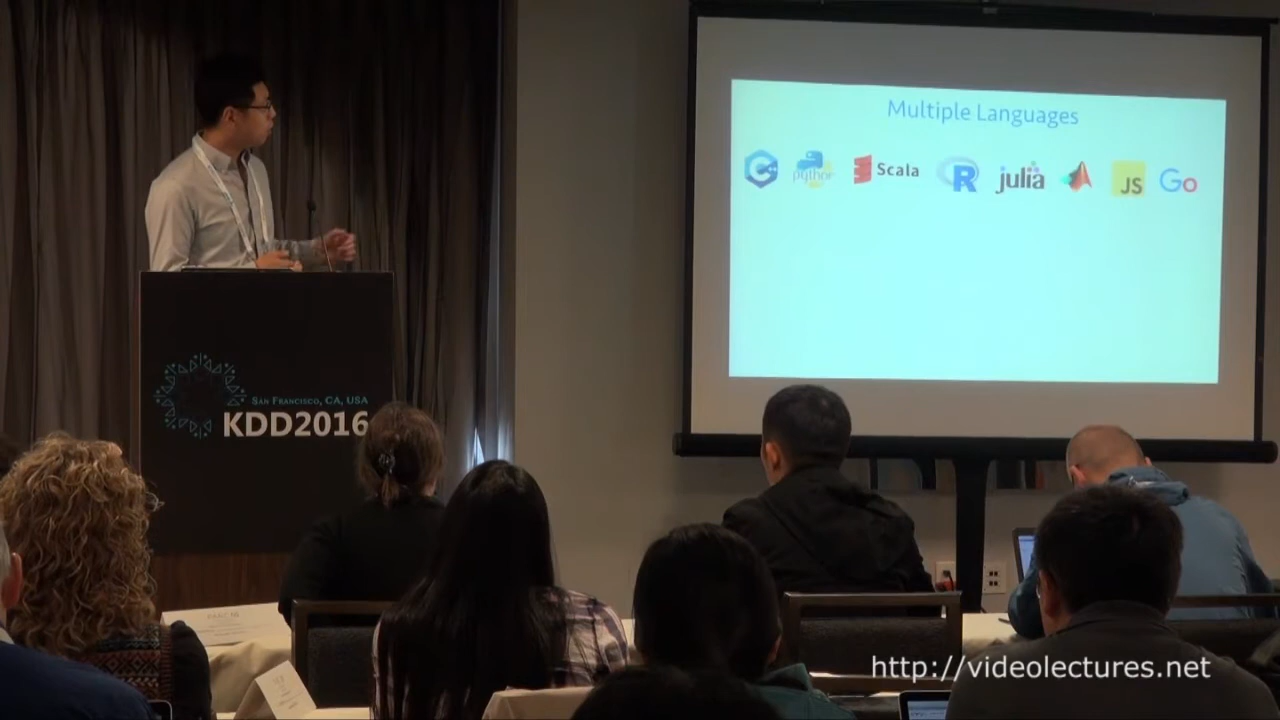 Multiple Languages
C++
python
Scala
R
julia
JS
Go
San Francisco, CA, USA
KDD2016
http://videolectures.net